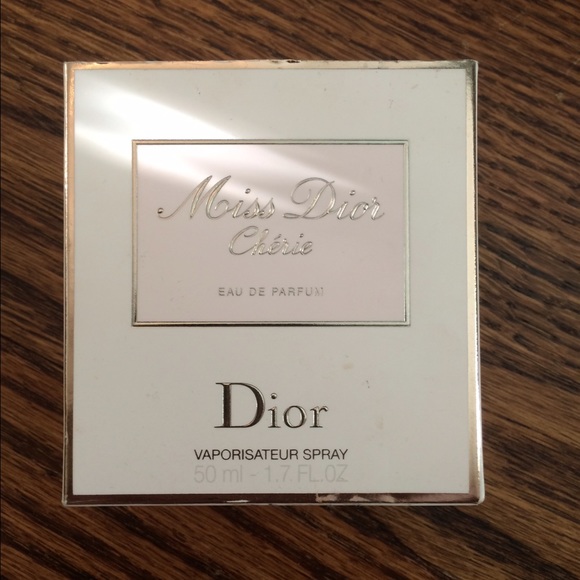 Miss Dior
Chérie
EAU DE PARFUM
Dior
VAPORISATEUR SPRAY
50 ml - 1.7 FL.OZ